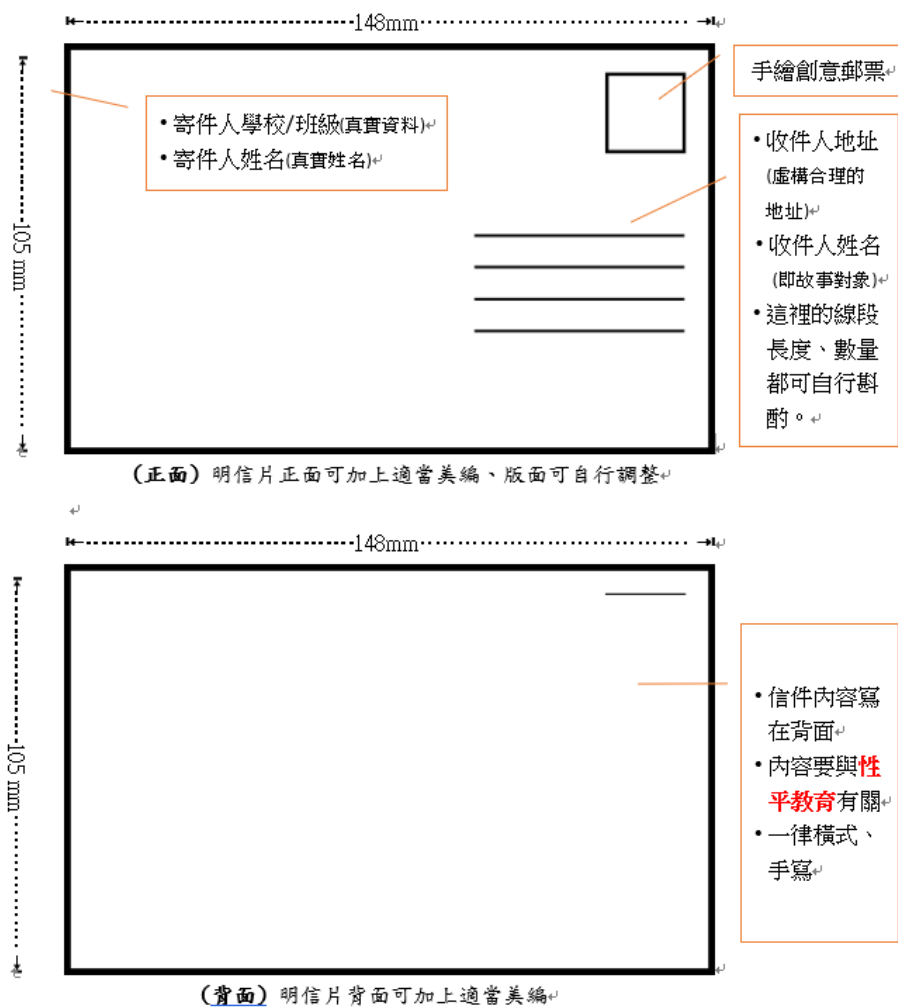 148mm
手繪創意郵票
• 寄件人學校/班級(真實資料)
• 寄件人姓名(真實姓名)
105 mm
• 收件人地址
(虛構合理的
地址)
• 收件人姓名
(即故事對象)
• 這裡的線段
長度、數量
都可自行斟
酌。
(正面) 明信片正面可加上適當美編、版面可自行調整
148mm
105 mm
• 信件內容寫
在背面
• 內容要與性
平教育有關
• 一律橫式、
手寫
(背面) 明信片背面可加上適當美編